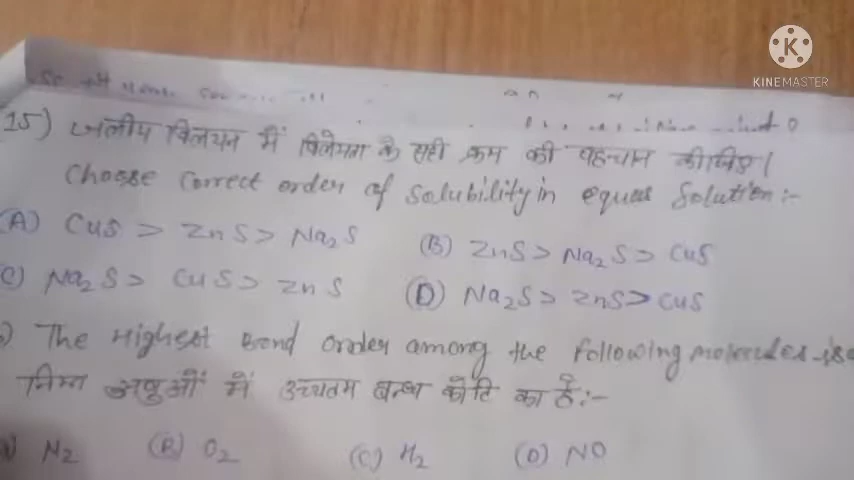 KINEMASTER
15) जलीय विलयन में विलेयता के सही क्रम की पहचान कीजिए।
Choose correct order of solubility in equas solution :-
(A) CuS > ZnS > Na₂S (B) ZnS > Na₂S > CuS
(C) Na₂S > CuS > ZnS (D) Na₂S > ZnS > CuS
The Highest Bond order among the following molecules is
निम्न अणुओं में उच्चतम बन्ध कोटि का है :-
N₂ (B) O₂ (C) H₂ (D) NO